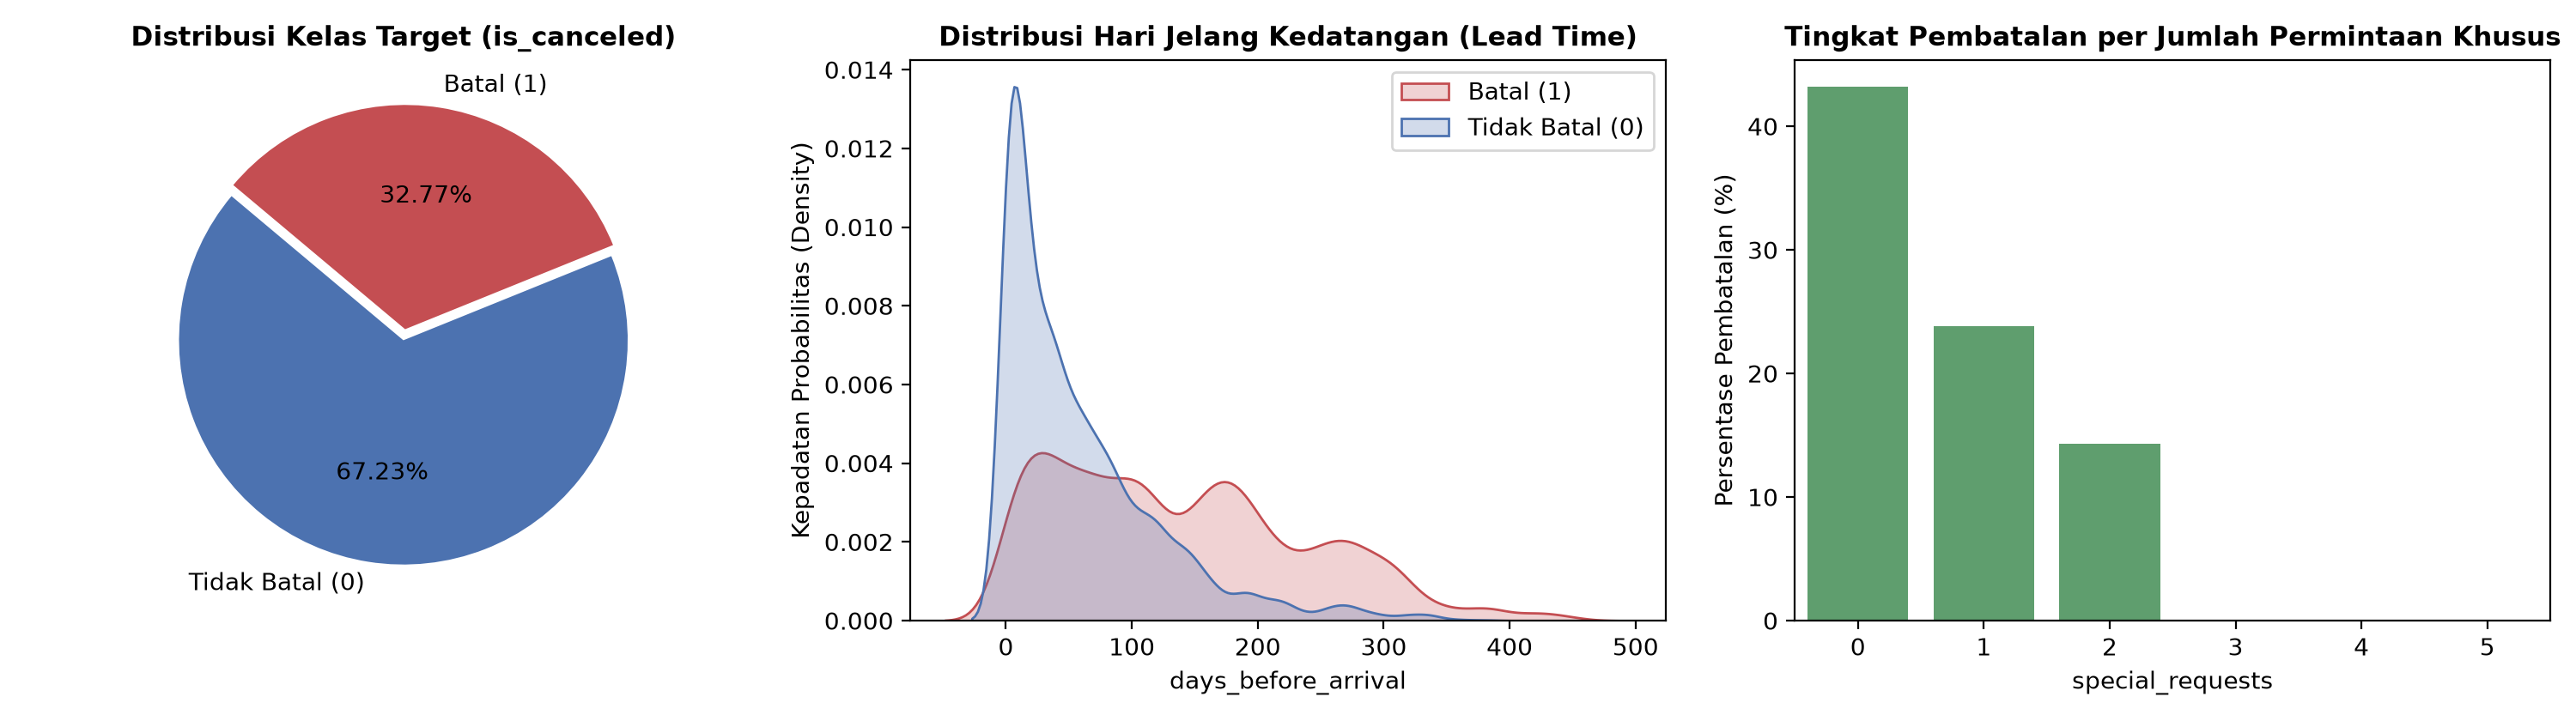 Distribusi Kelas Target (is_canceled)
Batal (1)
32.77%
67.23%
Tidak Batal (0)
Distribusi Hari Jelang Kedatangan (Lead Time)
Kepadatan Probabilitas (Density)
0.014
0.012
0.010
0.008
0.006
0.004
0.002
0.000
Batal (1)
Tidak Batal (0)
0 100 200 300 400 500
days_before_arrival
Tingkat Pembatalan per Jumlah Permintaan Khusus
Persentase Pembatalan (%)
40
30
20
10
0
0 1 2 3 4 5
special_requests